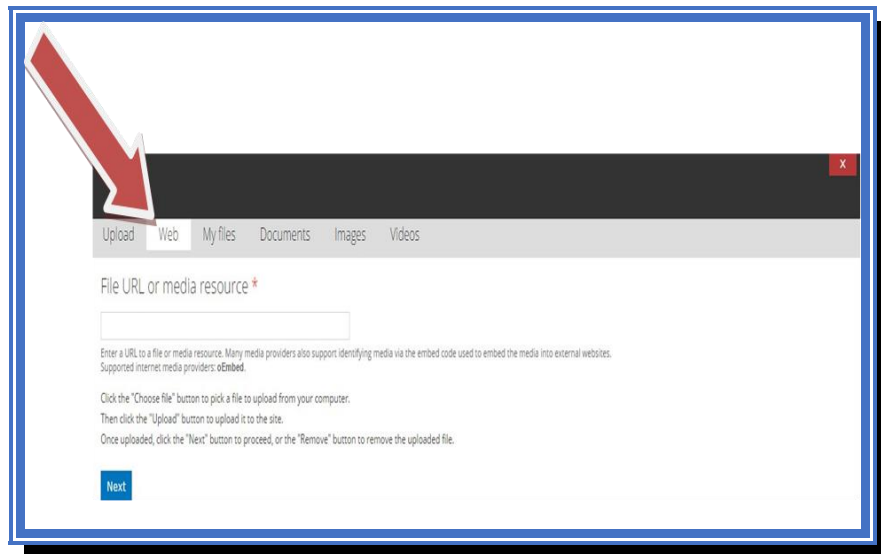 X
Upload Web My files Documents Images Videos
File URL or media resource *
Enter a URL to a file or media resource. Many media providers also support identifying media via the embed code used to embed the media into external websites.
Supported internet media providers: oEmbed.
Click the "Choose file" button to pick a file to upload from your computer.
Then click the "Upload" button to upload it to the site.
Once uploaded, click the "Next" button to proceed, or the "Remove" button to remove the uploaded file.
Next